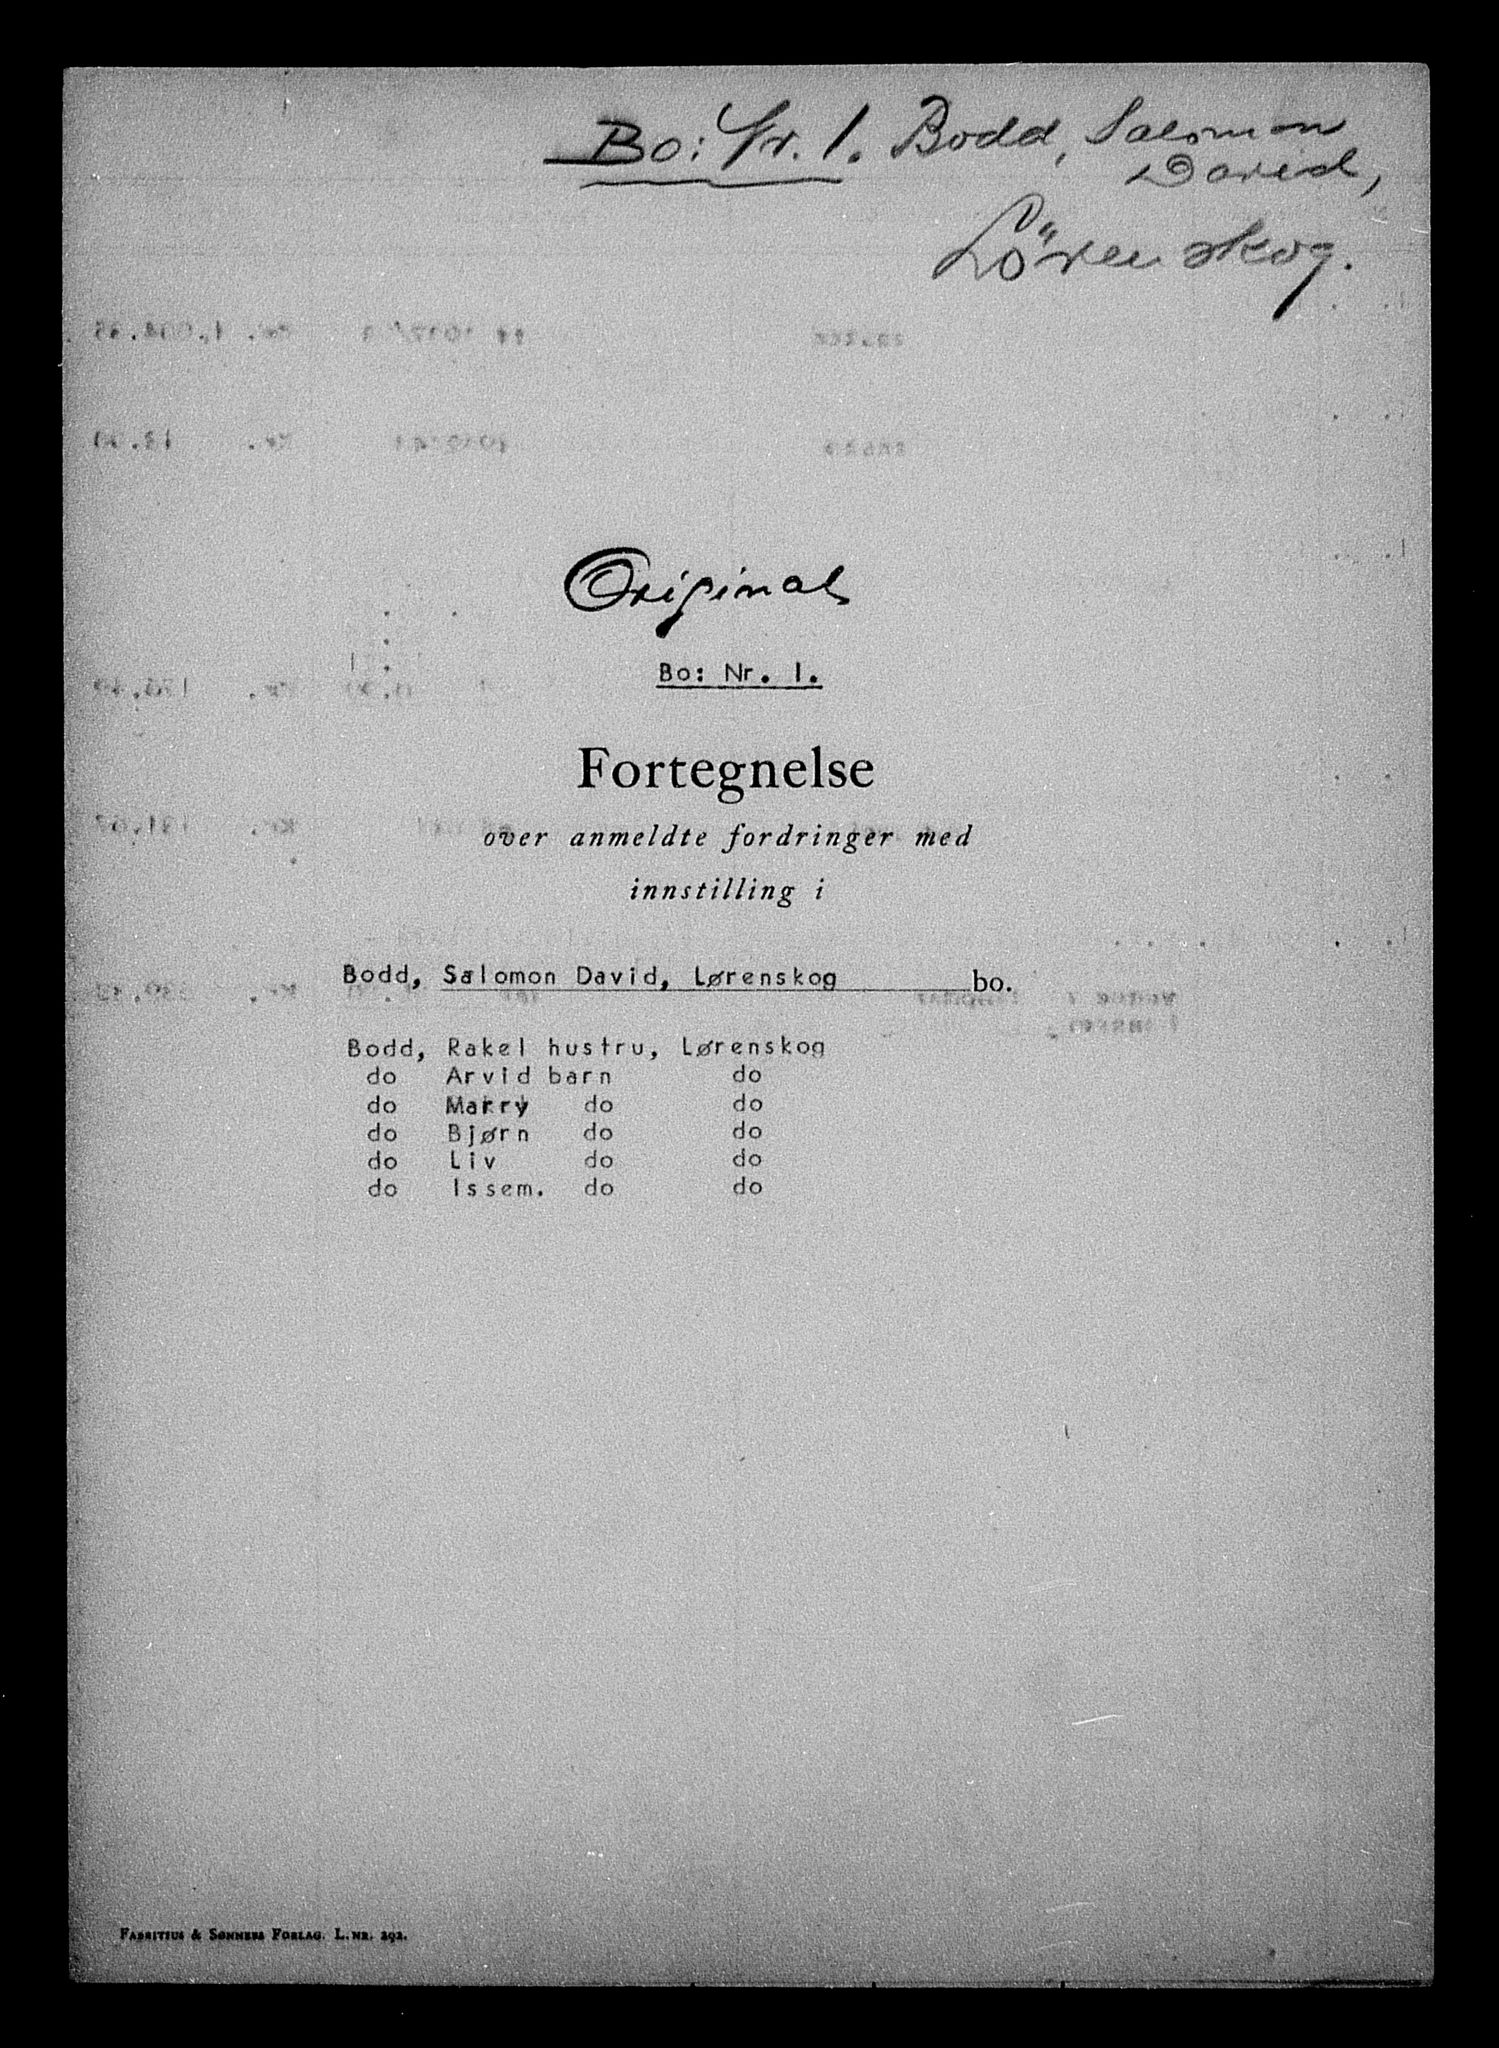 Bo: Nr. 1. Bodd, Salomon
David,
Lörenskog.
Original
Bo: Nr. 1.
Fortegnelse
over anmeldte fordringer med
innstilling i
Bodd, Salomon David, Lørenskog bo.
Bodd, Rakel hustru, Lørenskog
do Arvid barn do
do Marry do do
do Bjørn do do
do Liv do do
do Issem. do do
Fabritius & Sønners Forlag. L.nr. 292.